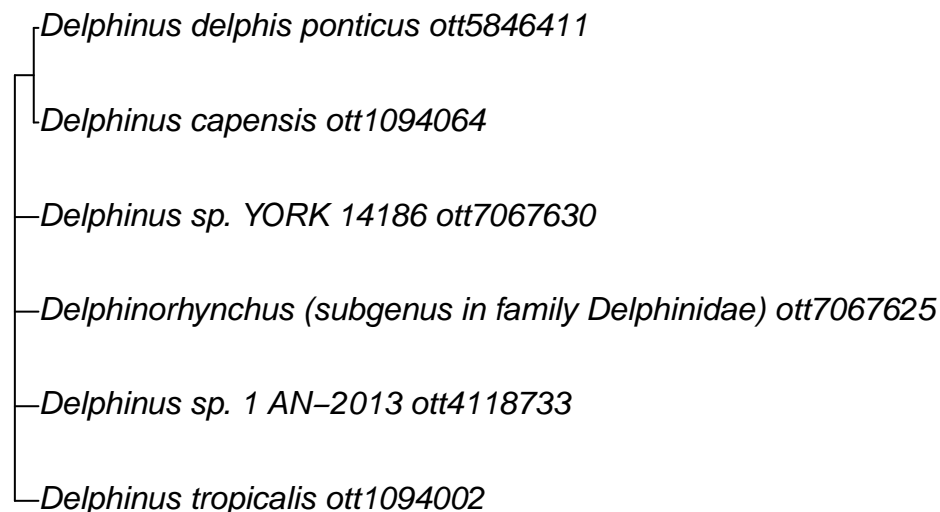 Delphinus delphis ponticus ott5846411
Delphinus capensis ott1094064
Delphinus sp. YORK 14186 ott7067630
Delphinorhynchus (subgenus in family Delphinidae) ott7067625
Delphinus sp. 1 AN−2013 ott4118733
Delphinus tropicalis ott1094002